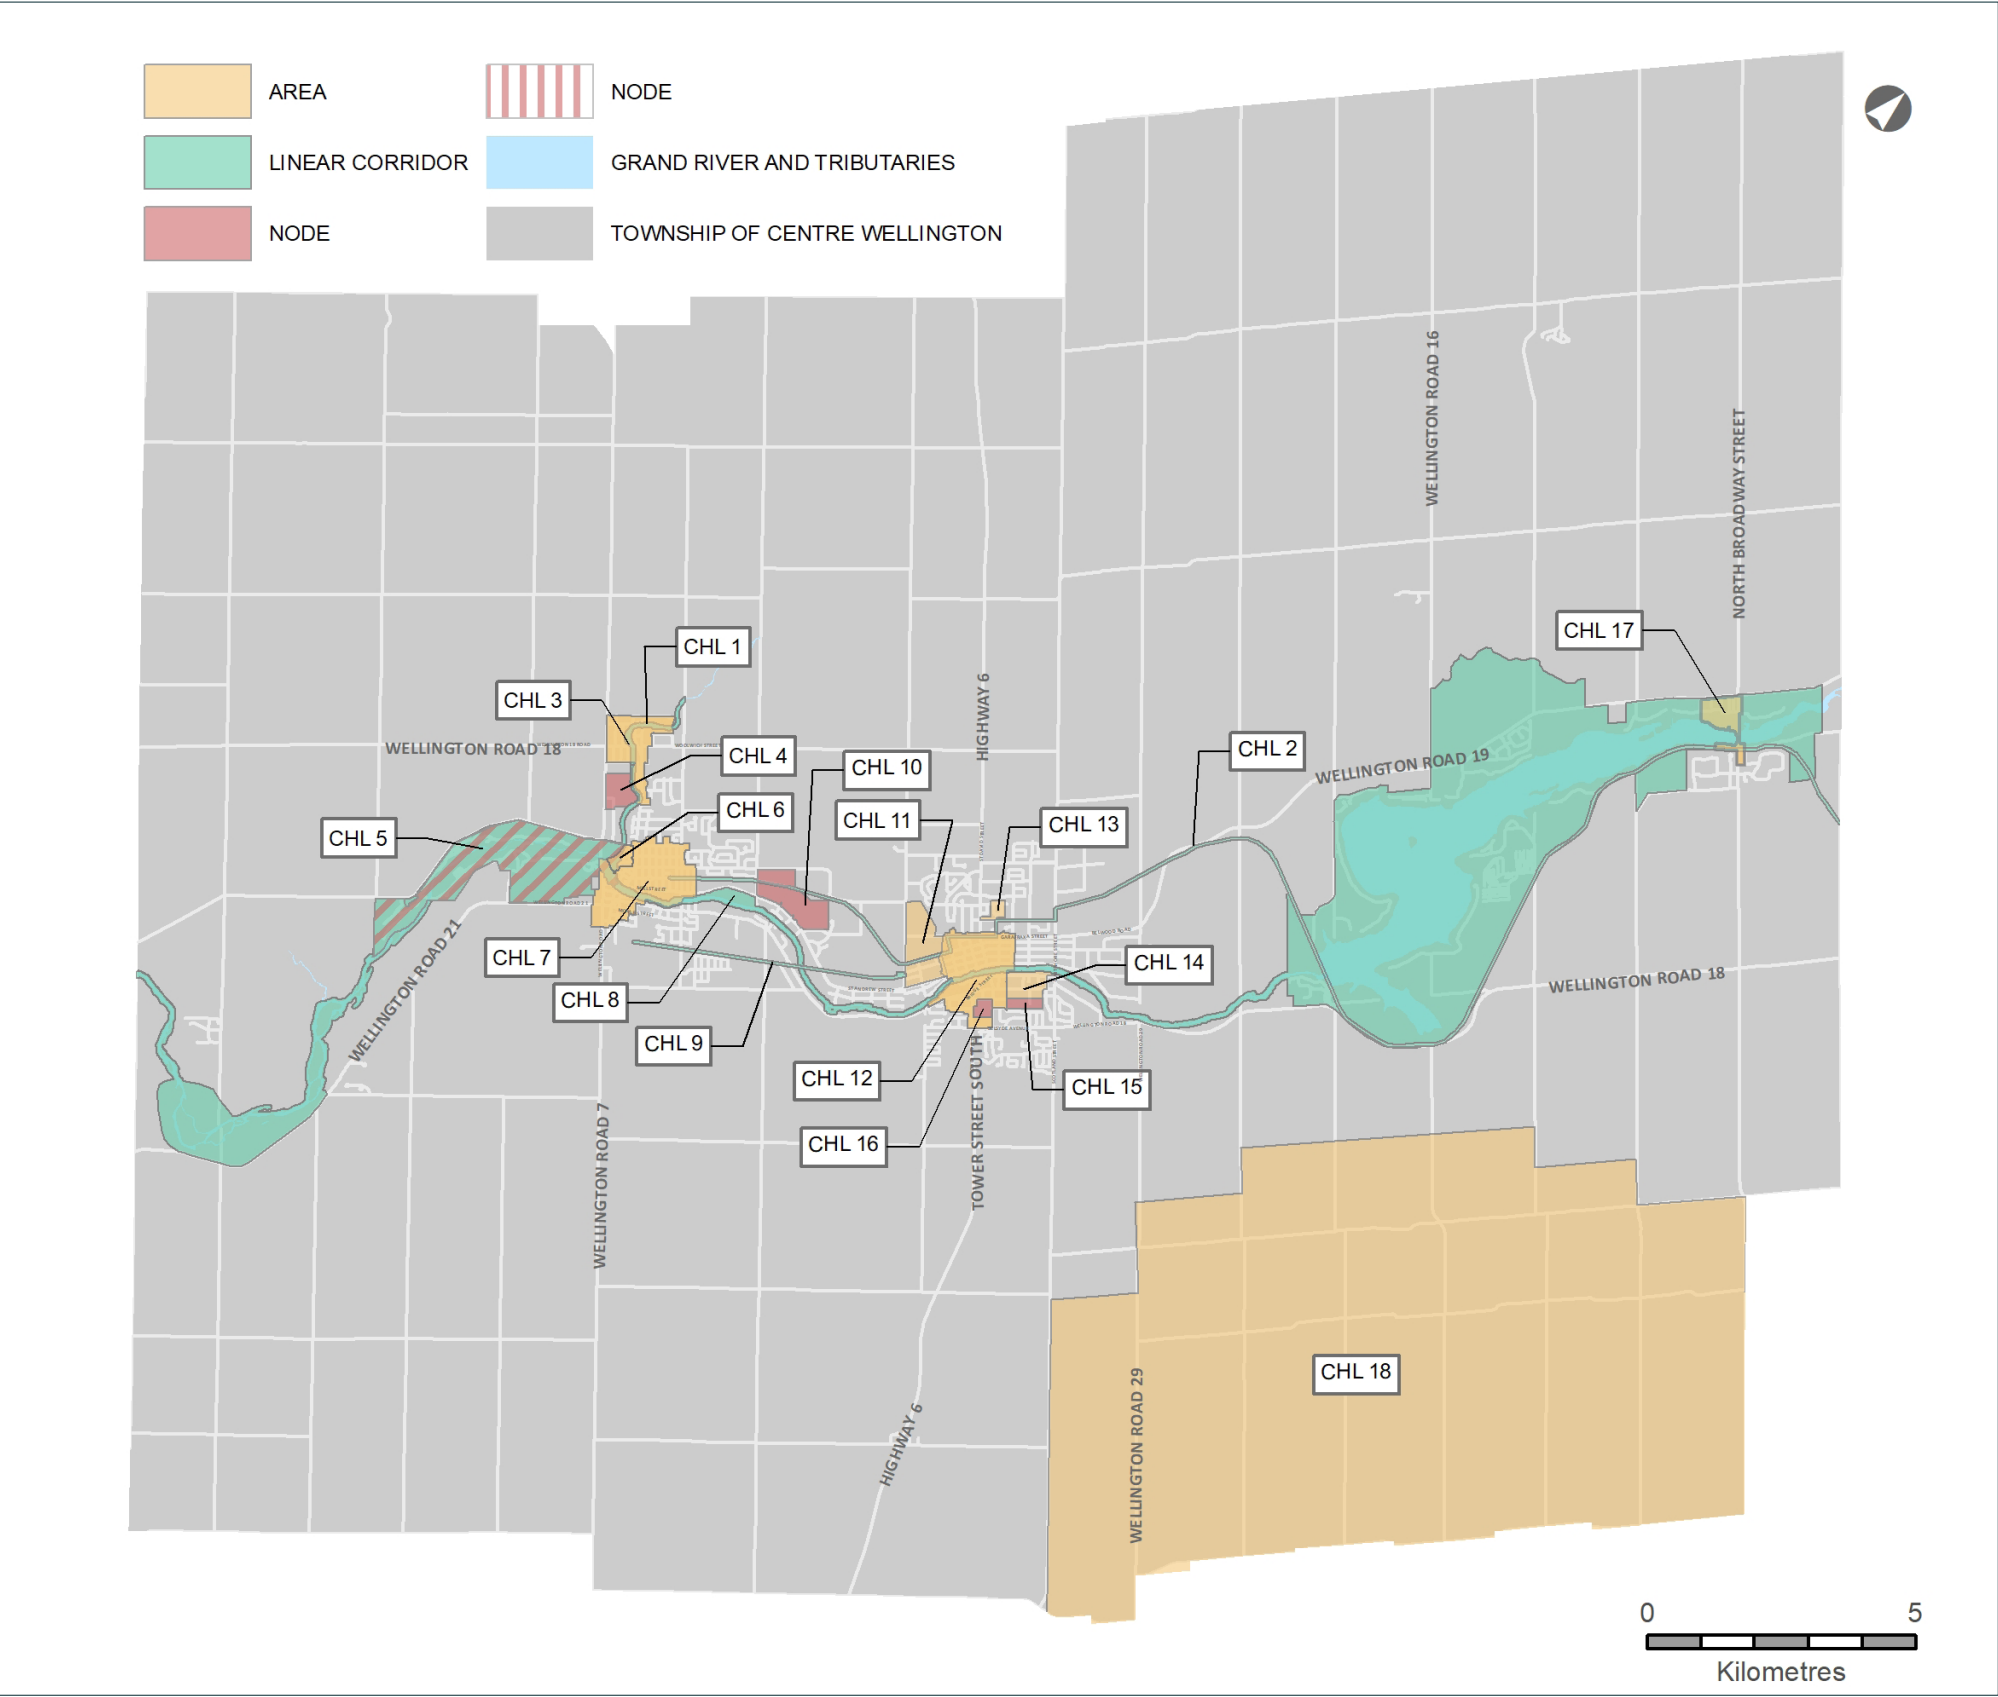 AREA
NODE
LINEAR CORRIDOR
GRAND RIVER AND TRIBUTARIES
NODE
TOWNSHIP OF CENTRE WELLINGTON
WELLINGTON ROAD 16
NORTH BROADWAY STREET
CHL 17
CHL 1
CHL 3
HIGHWAY 6
WELLINGTON ROAD 18
CHL 4
CHL 2
WELLINGTON ROAD 19
CHL 10
CHL 6
CHL 11
CHL 13
CHL 5
WELLINGTON ROAD 21
CHL 7
CHL 14
WELLINGTON ROAD 18
CHL 8
CHL 9
CHL 12
CHL 15
TOWER STREET SOUTH
CHL 16
WELLINGTON ROAD 7
CHL 18
WELLINGTON ROAD 29
HIGHWAY 6
0 5
Kilometres